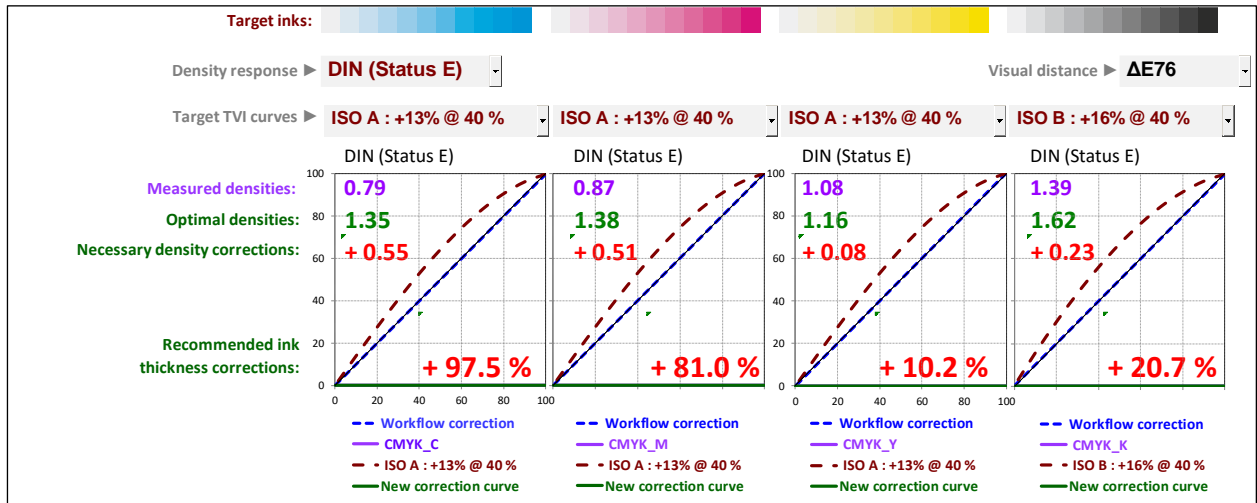 Target inks:
Density response ► DIN (Status E) Visual distance ► ΔE76
Target TVI curves ► ISO A : +13% @ 40 % ISO A : +13% @ 40 % ISO A : +13% @ 40 % ISO B : +16% @ 40 %
DIN (Status E) DIN (Status E) DIN (Status E) DIN (Status E)
100
Measured densities: 0.79 0.87 1.08 1.39
80
Optimal densities: 1.35 1.38 1.16 1.62
Necessary density corrections: + 0.55 + 0.51 + 0.08 + 0.23
60
40
20
Recommended ink
thickness corrections: + 97.5 % + 81.0 % + 10.2 % + 20.7 %
0
0 20 40 60 80 100 0 20 40 60 80 100
Workflow correction Workflow correction Workflow correction Workflow correction
CMYK_C CMYK_M CMYK_Y CMYK_K
ISO A : +13% @ 40 % ISO A : +13% @ 40 % ISO A : +13% @ 40 % ISO B : +16% @ 40 %
New correction curve New correction curve New correction curve New correction curve